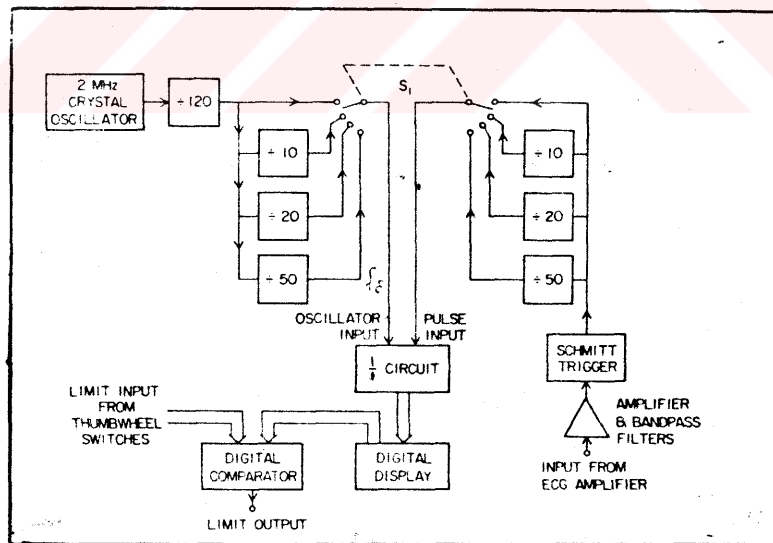 2 MHz
CRYSTAL
OSCILLATOR
÷120
S₁
÷ 10
÷ 20
÷ 50
÷ 10
÷ 20
÷ 50
OSCILLATOR
INPUT
PULSE
INPUT
CIRCUIT
SCHMITT
TRIGGER
LIMIT INPUT
FROM
THUMBWHEEL
SWITCHES
AMPLIFIER
& BANDPASS
FILTERS
DIGITAL
COMPARATOR
DIGITAL
DISPLAY
INPUT FROM
ECG AMPLIFIER
LIMIT OUTPUT